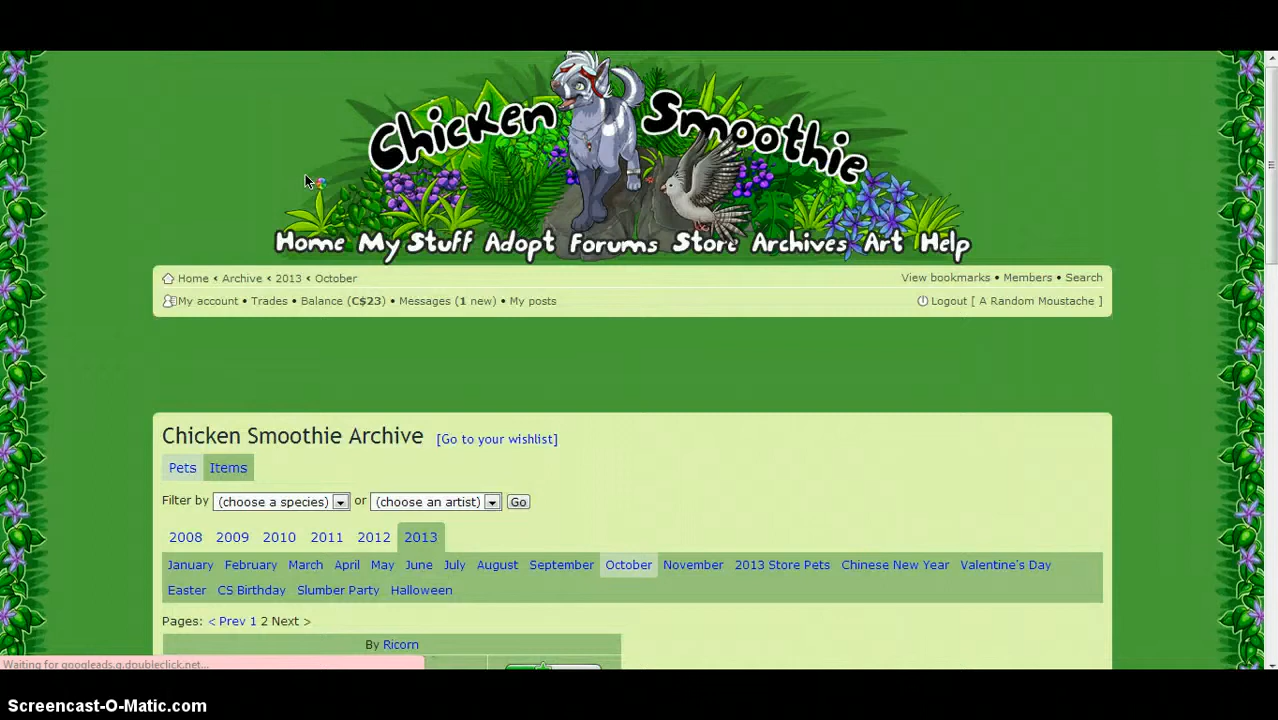 Chicken Smoothie
Home My Stuff Adopt Forums Store Archives Art Help
Home < Archive < 2013 < October
View bookmarks • Members • Search
My account • Trades • Balance (C$23) • Messages (1 new) • My posts
Logout [ A Random Moustache ]
Chicken Smoothie Archive [Go to your wishlist]
Pets Items
Filter by (choose a species) or (choose an artist) Go
2008 2009 2010 2011 2012 2013
January February March April May June July August September October November 2013 Store Pets Chinese New Year Valentine's Day
Easter CS Birthday Slumber Party Halloween
Pages: < Prev 1 2 Next >
By Ricorn
Waiting for googleads.g.doubleclick.net...
Screencast-O-Matic.com